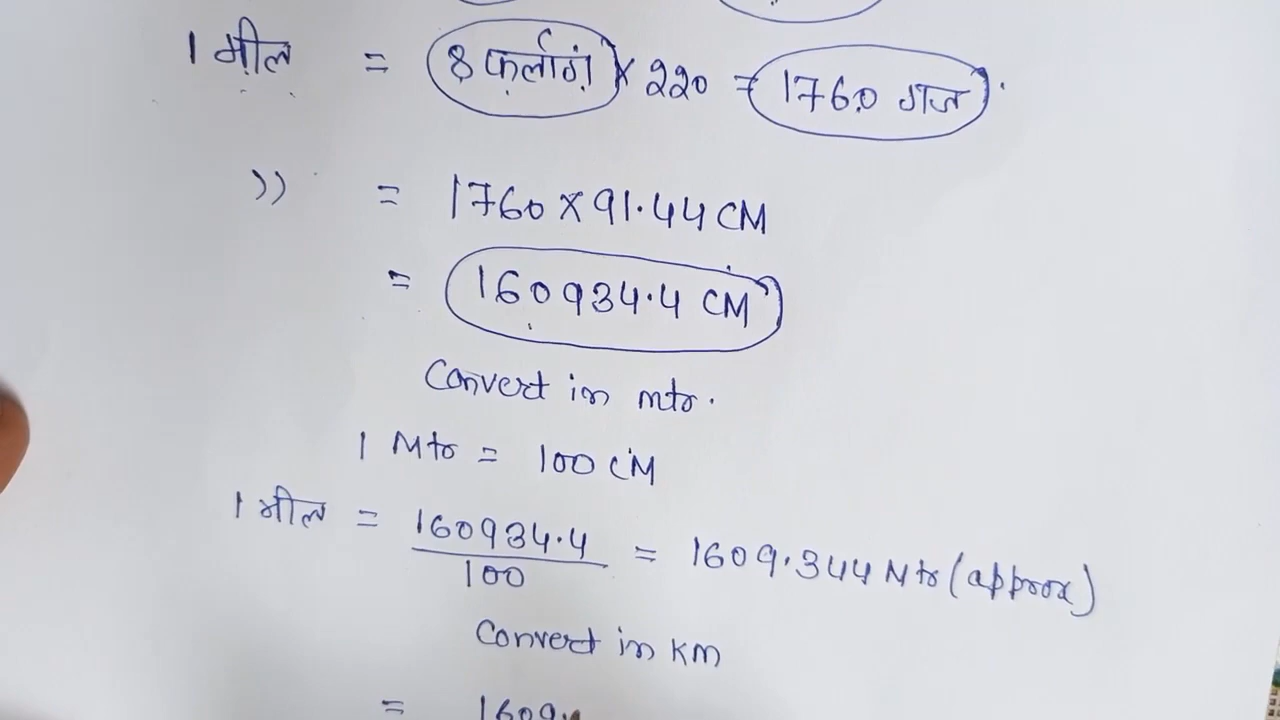 1 मील = 8 फर्लांग × 220 = 1760 गज
" = 1760 × 91.44 CM
= 160934.4 CM
Convert in mtr.
1 Mtr = 100 CM
1 मील = 160934.4 / 100 = 1609.344 Mtr (approx)
Convert in KM
= 1609.